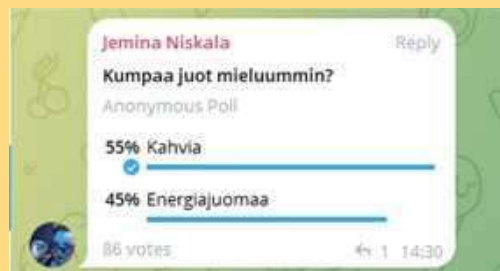 Jemina Niskala Reply
Kumpaa juot mieluummin?
Anonymous Poll
55% Kahvia
45% Energiajuomaa
86 votes 1 14:30